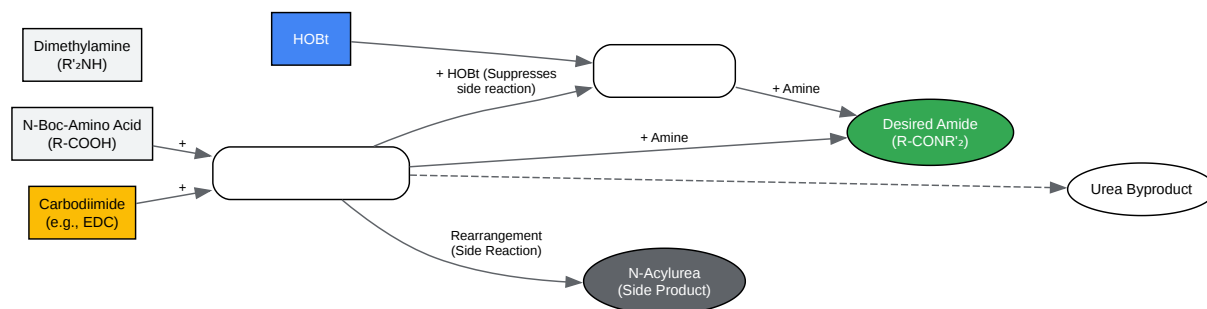 Dimethylamine
(R'₂NH)
HOBt
+ HOBt (Suppresses
side reaction)
+ Amine
N-Boc-Amino Acid
(R-COOH)
+
+ Amine
Desired Amide
(R-CONR'₂)
Carbodiimide
(e.g., EDC)
+
Urea Byproduct
Rearrangement
(Side Reaction)
N-Acylurea
(Side Product)